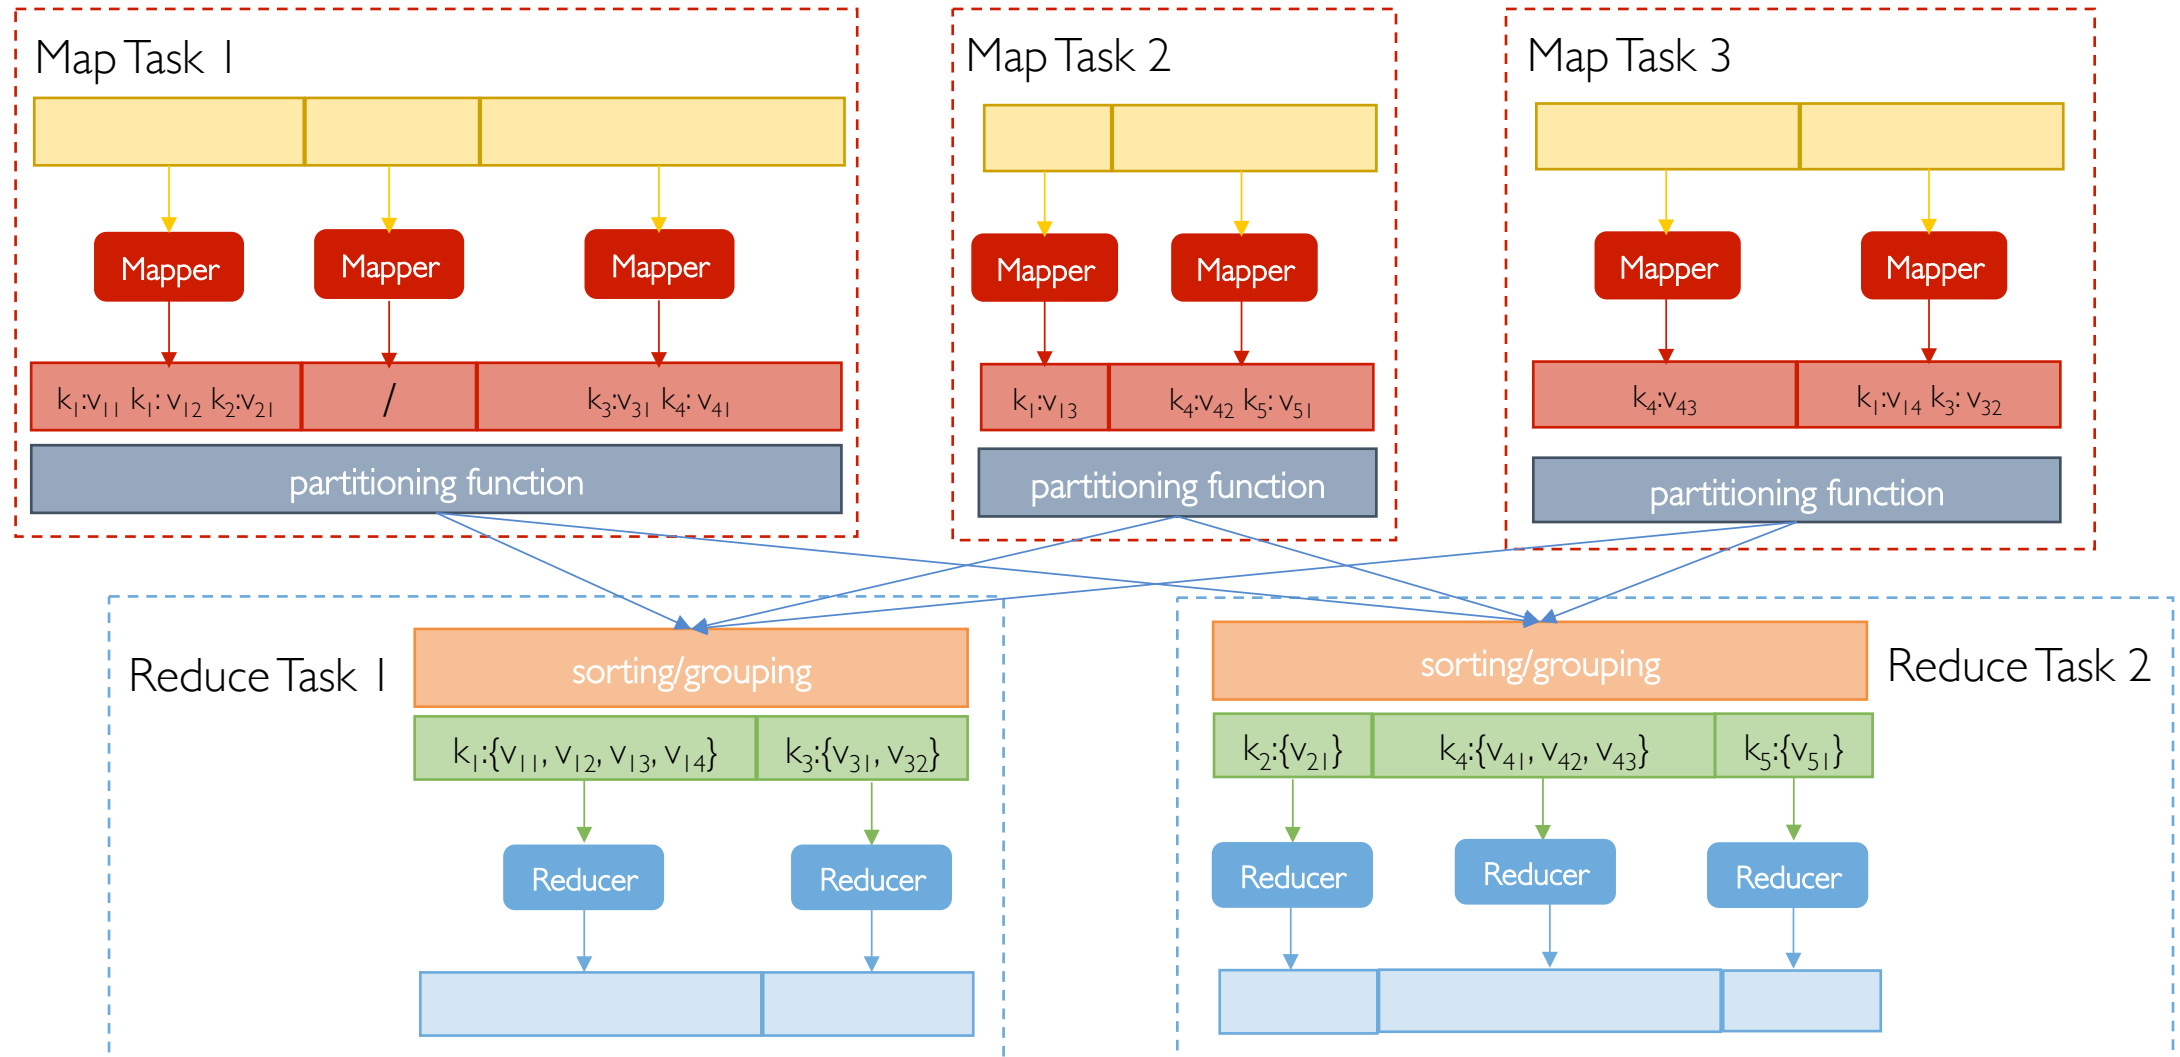 Map Task 1
Map Task 2
Map Task 3
Mapper
Mapper
Mapper
Mapper
Mapper
Mapper
Mapper
k₁:v₁₁ k₁: v₁₂ k₂:v₂₁
/
k₃:v₃₁ k₄: v₄₁
k₁:v₁₃
k₄:v₄₂ k₅: v₅₁
k₄:v₄₃
k₁:v₁₄ k₃: v₃₂
partitioning function
partitioning function
partitioning function
Reduce Task 1
sorting/grouping
sorting/grouping
Reduce Task 2
k₁:{v₁₁, v₁₂, v₁₃, v₁₄}
k₃:{v₃₁, v₃₂}
k₂:{v₂₁}
k₄:{v₄₁, v₄₂, v₄₃}
k₅:{v₅₁}
Reducer
Reducer
Reducer
Reducer
Reducer